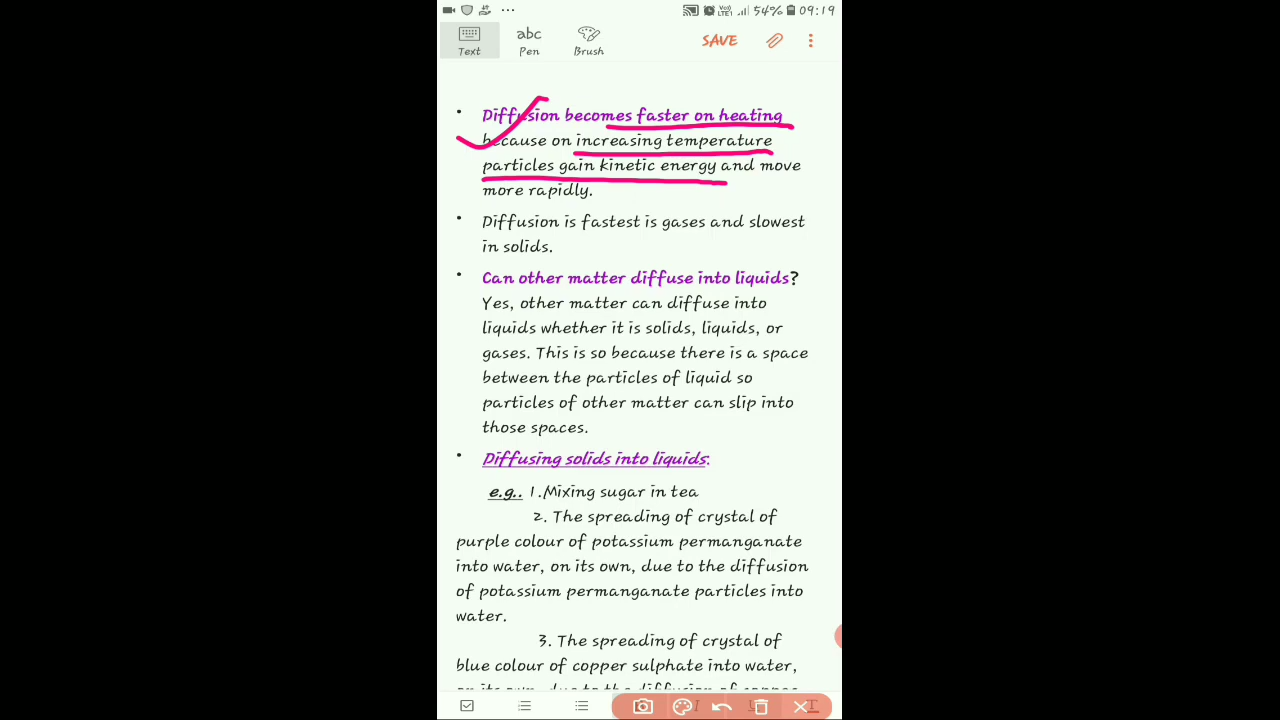 54% 09:19
Text abc Pen Brush SAVE
• Diffusion becomes faster on heating
because on increasing temperature
particles gain kinetic energy and move
more rapidly.
• Diffusion is fastest is gases and slowest
in solids.
• Can other matter diffuse into liquids?
Yes, other matter can diffuse into
liquids whether it is solids, liquids, or
gases. This is so because there is a space
between the particles of liquid so
particles of other matter can slip into
those spaces.
• Diffusing solids into liquids:
e.g.. 1.Mixing sugar in tea
2. The spreading of crystal of
purple colour of potassium permanganate
into water, on its own, due to the diffusion
of potassium permanganate particles into
water.
3. The spreading of crystal of
blue colour of copper sulphate into water,